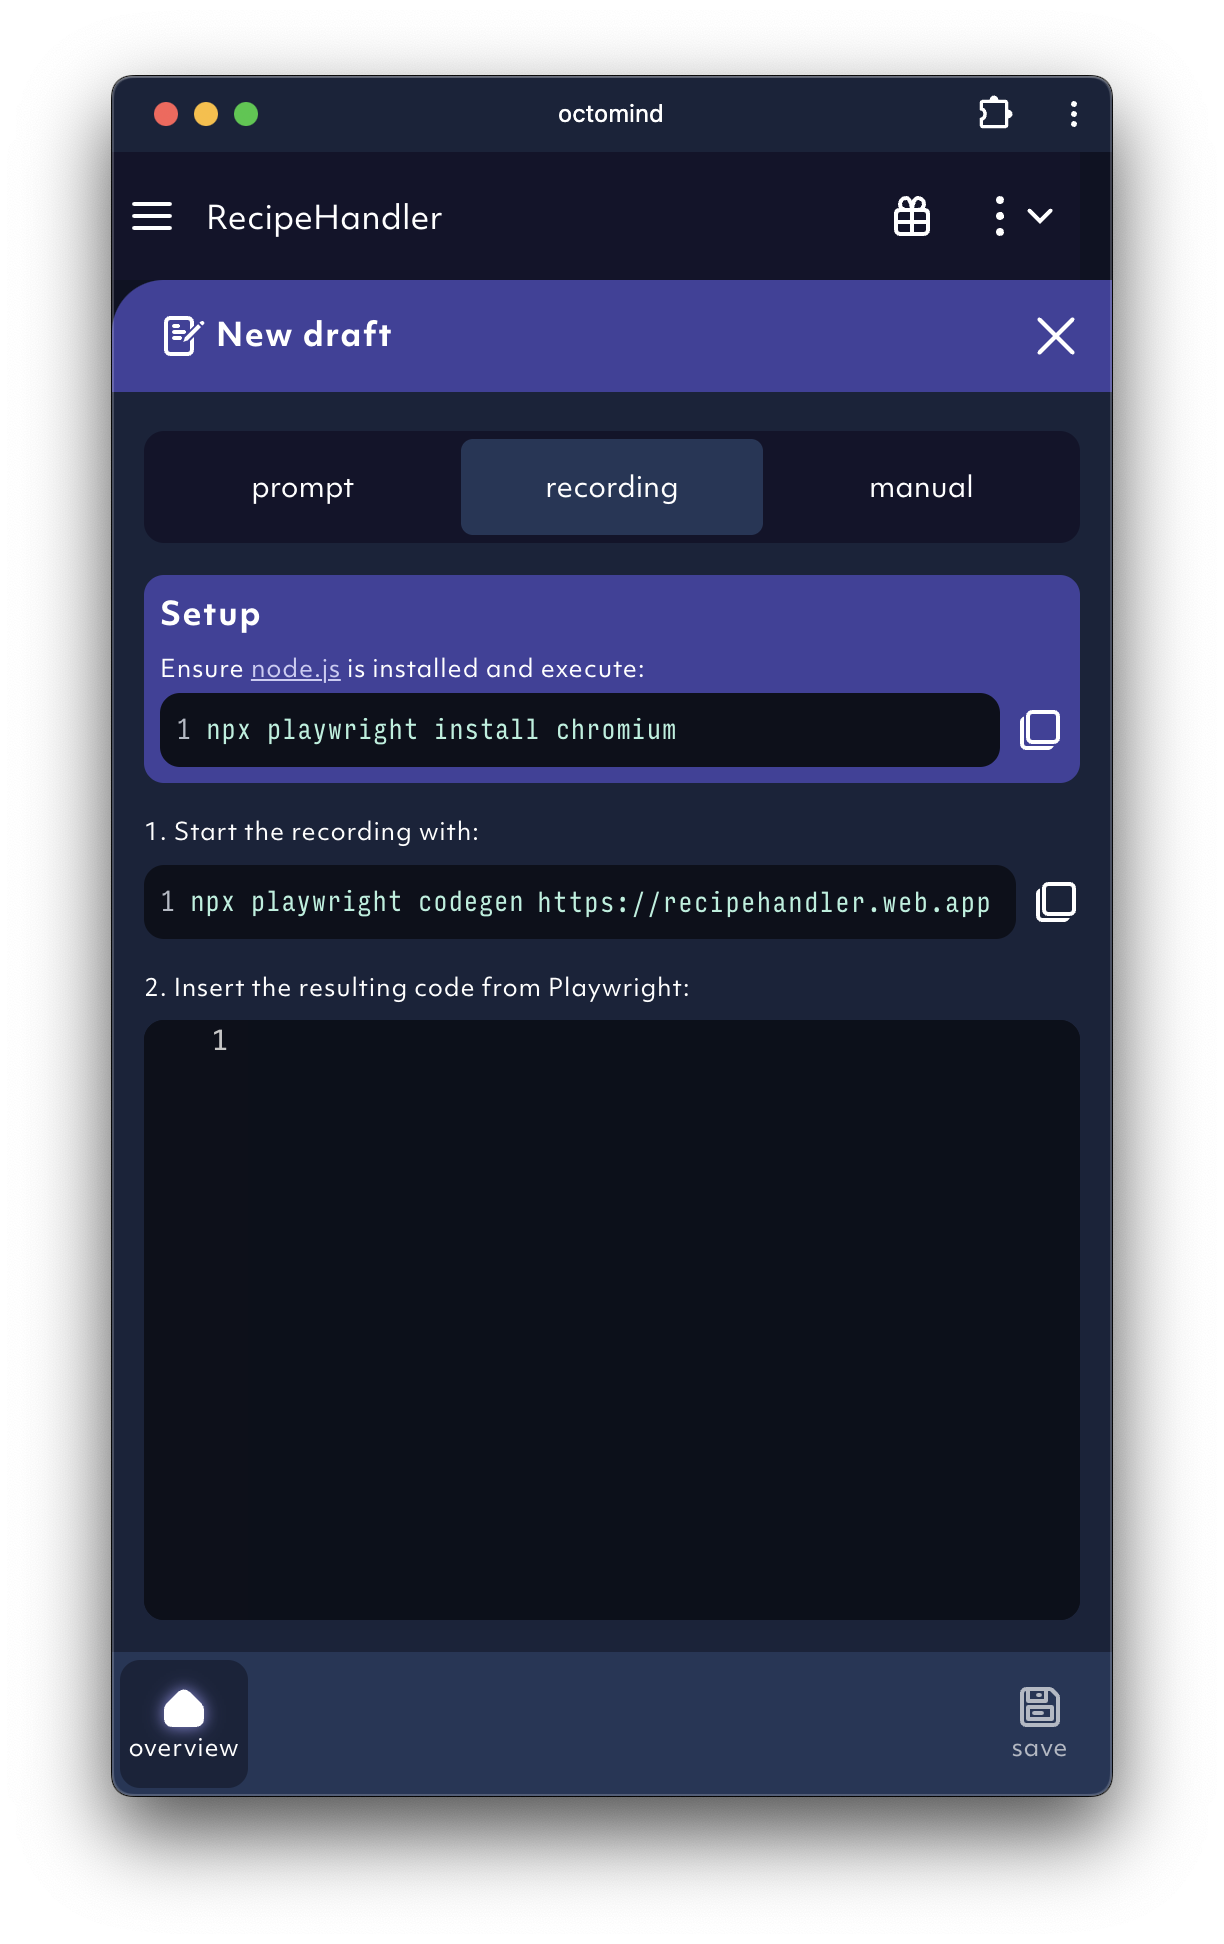 octomind
RecipeHandler
New draft
prompt
recording
manual
Setup
Ensure node.js is installed and execute:
1 npx playwright install chromium
1. Start the recording with:
1 npx playwright codegen https://recipehandler.web.app
2. Insert the resulting code from Playwright:
1
overview
save